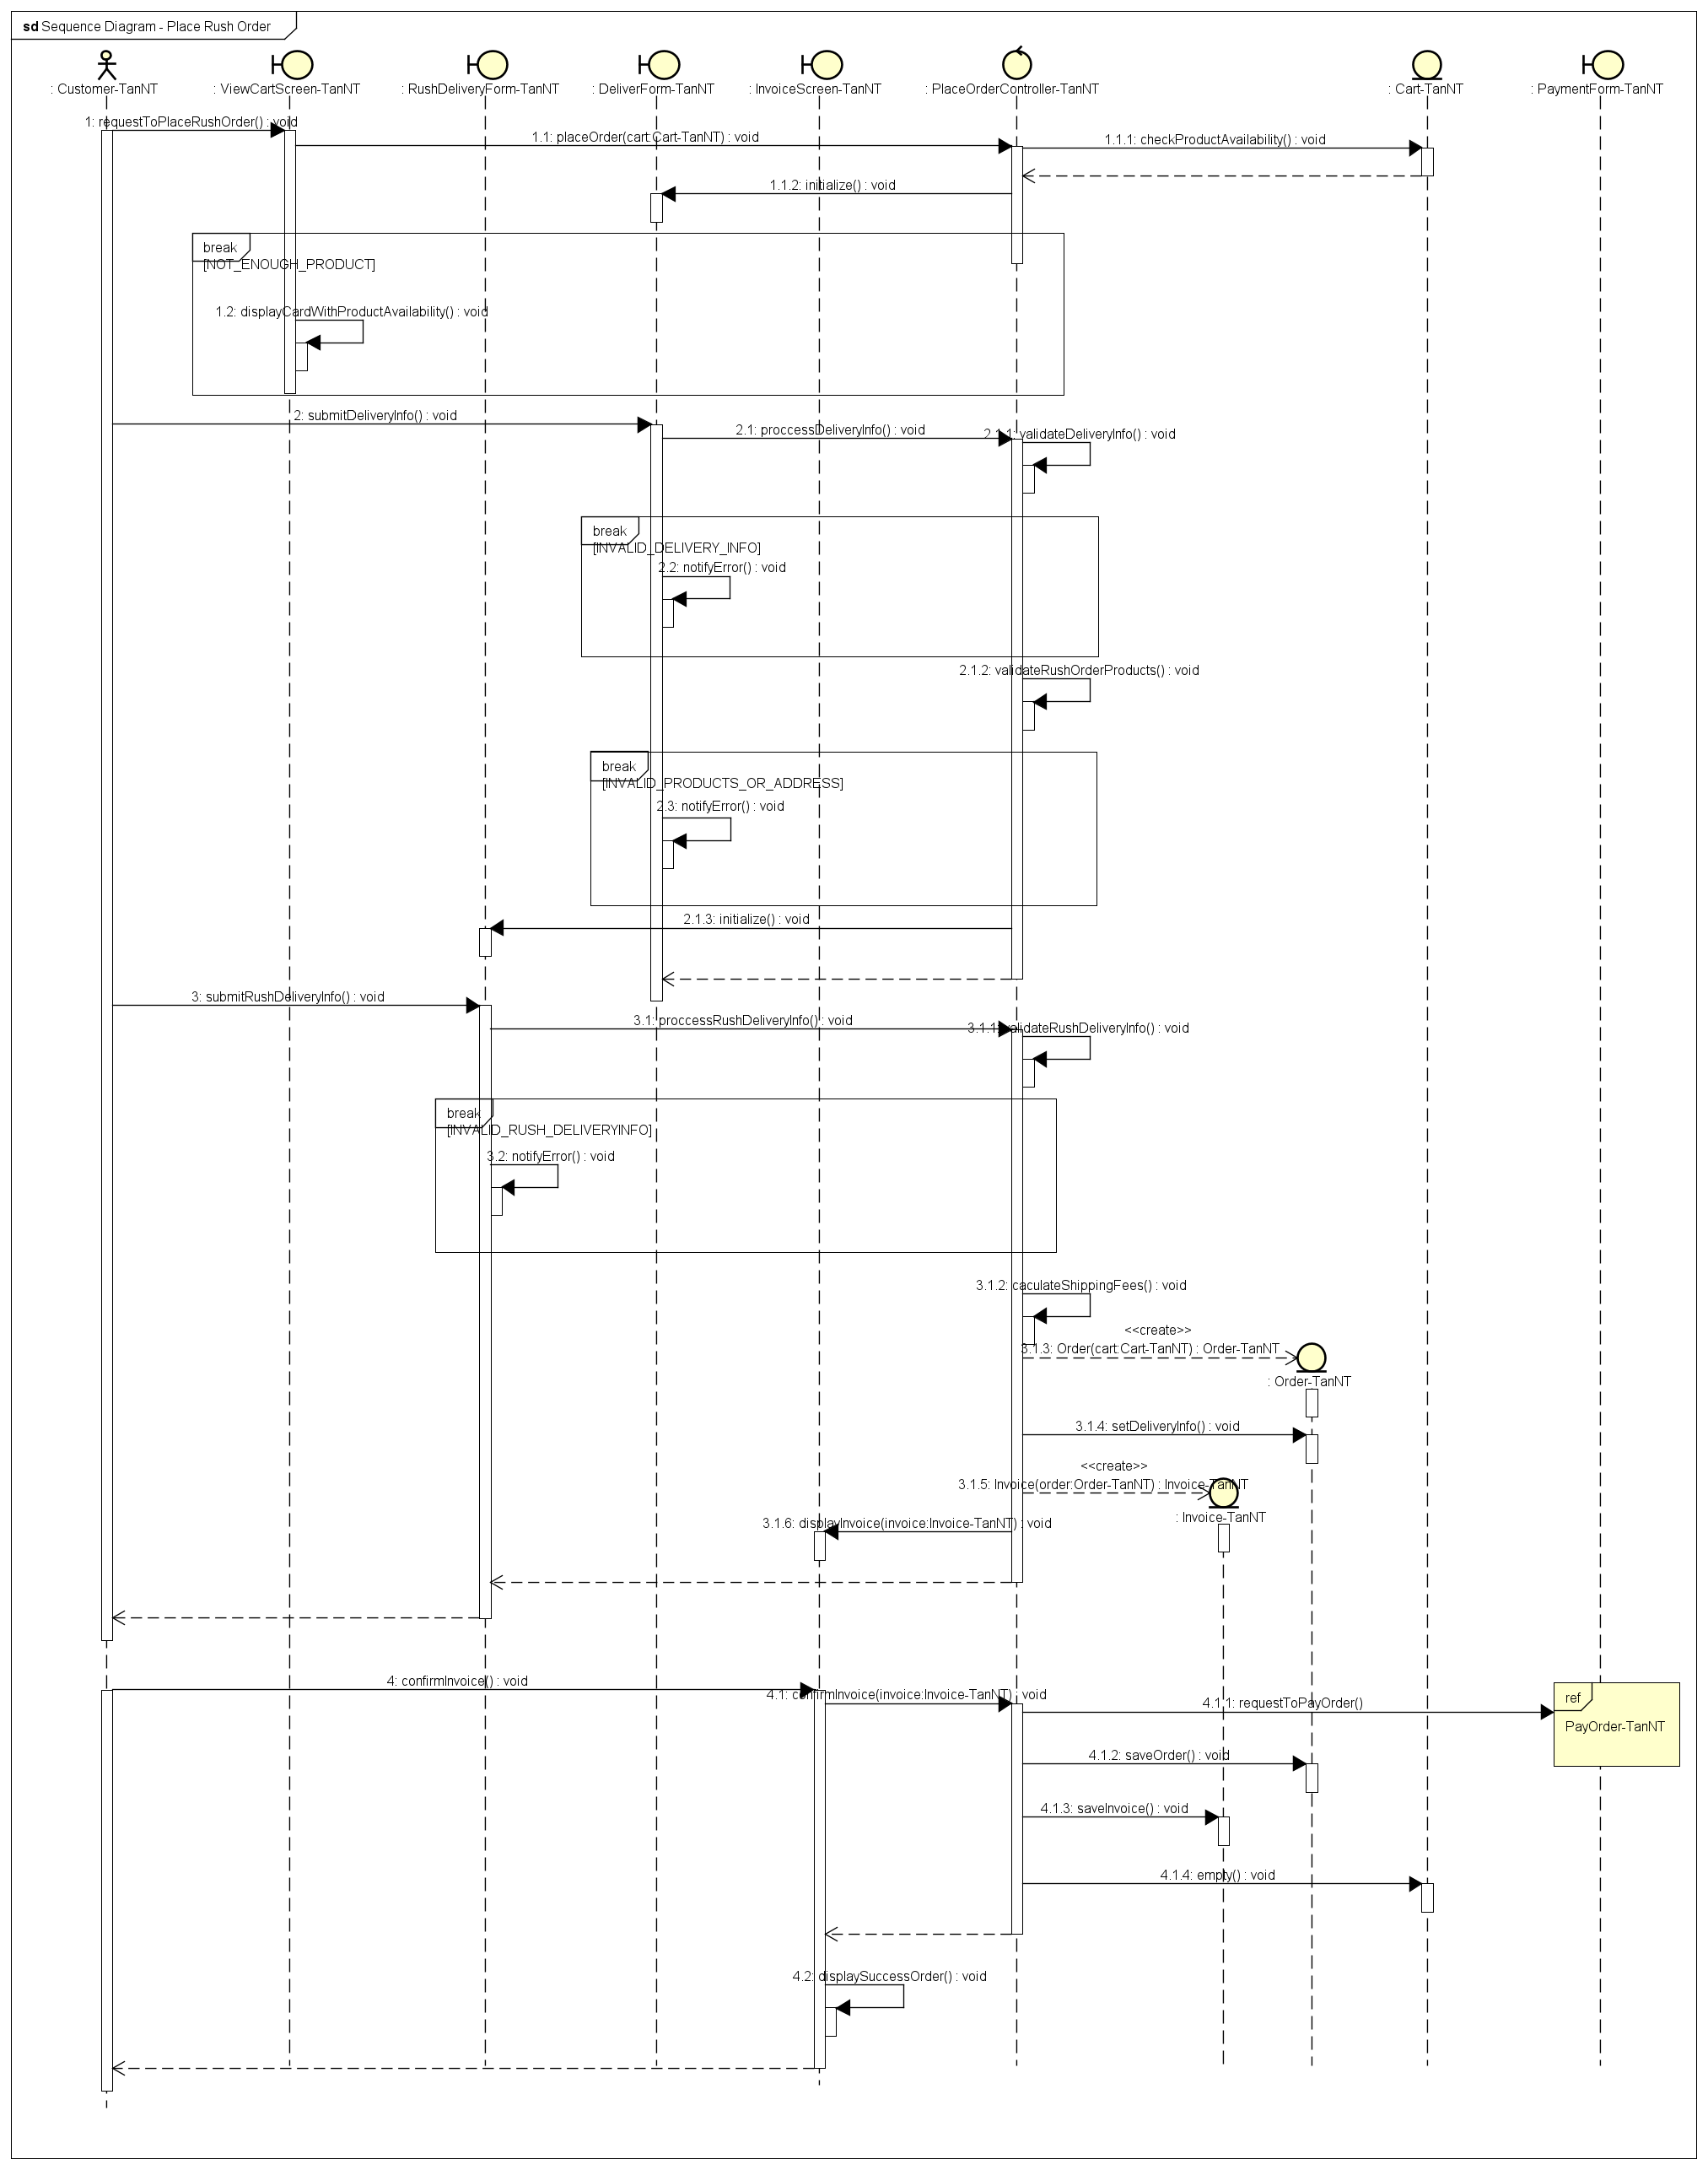 sd Sequence Diagram - Place Rush Order
: Customer-TanNT
: ViewCartScreen-TanNT
: RushDeliveryForm-TanNT
: DeliverForm-TanNT
: InvoiceScreen-TanNT
: PlaceOrderController-TanNT
: Cart-TanNT
: PaymentForm-TanNT
1: requestToPlaceRushOrder() : void
1.1: placeOrder(cart:Cart-TanNT) : void
1.1.1: checkProductAvailability() : void
1.1.2: initialize() : void
break
[NOT_ENOUGH_PRODUCT]
1.2: displayCardWithProductAvailability() : void
2: submitDeliveryInfo() : void
2.1: proccessDeliveryInfo() : void
2.1.1: validateDeliveryInfo() : void
break
[INVALID_DELIVERY_INFO]
2.2: notifyError() : void
2.1.2: validateRushOrderProducts() : void
break
[INVALID_PRODUCTS_OR_ADDRESS]
2.3: notifyError() : void
2.1.3: initialize() : void
3: submitRushDeliveryInfo() : void
3.1: proccessRushDeliveryInfo() : void
3.1.1: validateRushDeliveryInfo() : void
break
[INVALID_RUSH_DELIVERYINFO]
3.2: notifyError() : void
3.1.2: caculateShippingFees() : void
<<create>>
3.1.3: Order(cart:Cart-TanNT) : Order-TanNT
: Order-TanNT
3.1.4: setDeliveryInfo() : void
<<create>>
3.1.5: Invoice(order:Order-TanNT) : Invoice-TanNT
: Invoice-TanNT
3.1.6: displayInvoice(invoice:Invoice-TanNT) : void
4: confirmInvoice() : void
4.1: confirmInvoice(invoice:Invoice-TanNT) : void
4.1.1: requestToPayOrder()
ref
PayOrder-TanNT
4.1.2: saveOrder() : void
4.1.3: saveInvoice() : void
4.1.4: empty() : void
4.2: displaySuccessOrder() : void